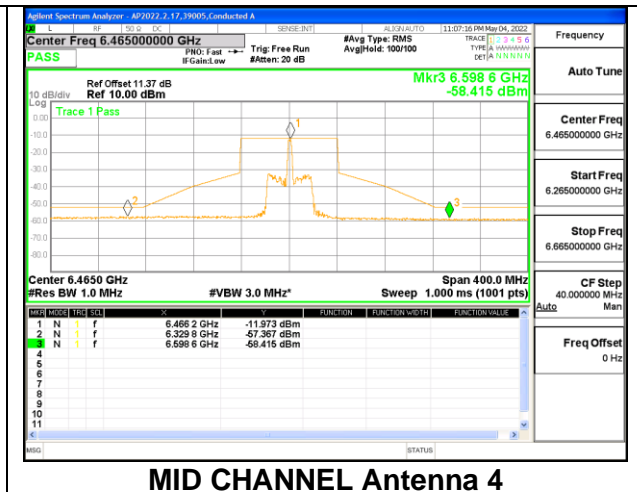 Agilent Spectrum Analyzer - AP2022.2.17,39005,Conducted A
L RF 50 Ω DC SENSE:INT ALIGN AUTO 11:07:16 PM May 04, 2022
Center Freq 6.465000000 GHz #Avg Type: RMS TRACE 1 2 3 4 5 6
PNO: Fast Trig: Free Run Avg|Hold: 100/100 TYPE A WWWWW
PASS IFGain:Low #Atten: 20 dB DET A N N N N N
Frequency
Auto Tune
Ref Offset 11.37 dB Mkr3 6.598 6 GHz
10 dB/div Ref 10.00 dBm -58.415 dBm
Log
Trace 1 Pass
0.00
-10.0
-20.0
-30.0
-40.0
-50.0
-60.0
-70.0
-80.0
1
2
3
Center Freq
6.465000000 GHz
Start Freq
6.265000000 GHz
Stop Freq
6.665000000 GHz
CF Step
40.000000 MHz
Auto Man
Freq Offset
0 Hz
Center 6.4650 GHz Span 400.0 MHz
#Res BW 1.0 MHz #VBW 3.0 MHz* Sweep 1.000 ms (1001 pts)
MKR MODE TRC SCL X Y FUNCTION FUNCTION WIDTH FUNCTION VALUE
1 N 1 f 6.466 2 GHz -11.973 dBm
2 N 1 f 6.329 8 GHz -57.367 dBm
3 N 1 f 6.598 6 GHz -58.415 dBm
4
5
6
7
8
9
10
11
MSG STATUS
MID CHANNEL Antenna 4